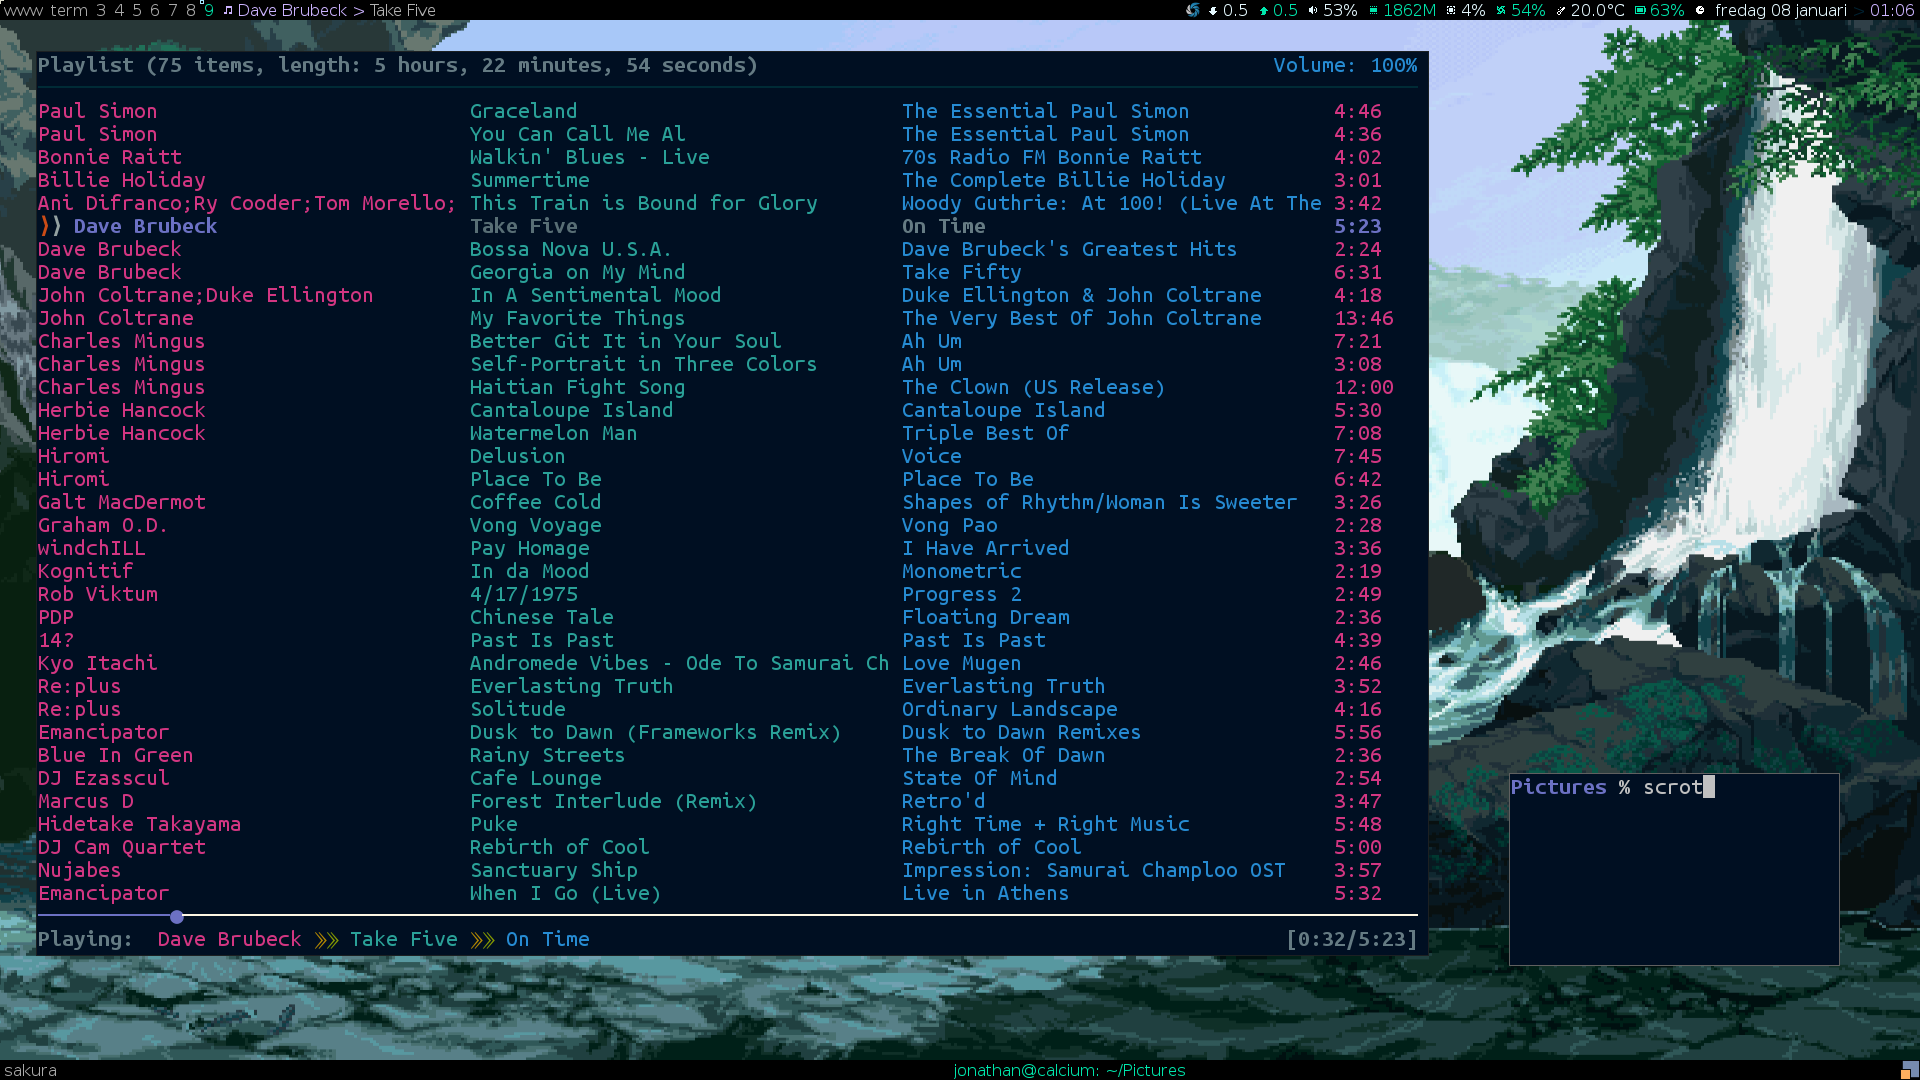 www term 3 4 5 6 7 8 9 Dave Brubeck > Take Five 0.5 0.5 53% 1862M 4% 54% 20.0°C 63% fredag 08 januari > 01:06
Playlist (75 items, length: 5 hours, 22 minutes, 54 seconds) Volume: 100%
Paul Simon Graceland The Essential Paul Simon 4:46
Paul Simon You Can Call Me Al The Essential Paul Simon 4:36
Bonnie Raitt Walkin' Blues - Live 70s Radio FM Bonnie Raitt 4:02
Billie Holiday Summertime The Complete Billie Holiday 3:01
Ani Difranco;Ry Cooder;Tom Morello; This Train is Bound for Glory Woody Guthrie: At 100! (Live At The 3:42
⟩⟩ Dave Brubeck Take Five On Time 5:23
Dave Brubeck Bossa Nova U.S.A. Dave Brubeck's Greatest Hits 2:24
Dave Brubeck Georgia on My Mind Take Fifty 6:31
John Coltrane;Duke Ellington In A Sentimental Mood Duke Ellington & John Coltrane 4:18
John Coltrane My Favorite Things The Very Best Of John Coltrane 13:46
Charles Mingus Better Git It in Your Soul Ah Um 7:21
Charles Mingus Self-Portrait in Three Colors Ah Um 3:08
Charles Mingus Haitian Fight Song The Clown (US Release) 12:00
Herbie Hancock Cantaloupe Island Cantaloupe Island 5:30
Herbie Hancock Watermelon Man Triple Best Of 7:08
Hiromi Delusion Voice 7:45
Hiromi Place To Be Place To Be 6:42
Galt MacDermot Coffee Cold Shapes of Rhythm/Woman Is Sweeter 3:26
Graham O.D. Vong Voyage Vong Pao 2:28
windchILL Pay Homage I Have Arrived 3:36
Kognitif In da Mood Monometric 2:19
Rob Viktum 4/17/1975 Progress 2 2:49
PDP Chinese Tale Floating Dream 2:36
14? Past Is Past Past Is Past 4:39
Kyo Itachi Andromede Vibes - Ode To Samurai Ch Love Mugen 2:46
Re:plus Everlasting Truth Everlasting Truth 3:52
Re:plus Solitude Ordinary Landscape 4:16
Emancipator Dusk to Dawn (Frameworks Remix) Dusk to Dawn Remixes 5:56
Blue In Green Rainy Streets The Break Of Dawn 2:36
DJ Ezasscul Cafe Lounge State Of Mind 2:54
Marcus D Forest Interlude (Remix) Retro'd 3:47
Hidetake Takayama Puke Right Time + Right Music 5:48
DJ Cam Quartet Rebirth of Cool Rebirth of Cool 5:00
Nujabes Sanctuary Ship Impression: Samurai Champloo OST 3:57
Emancipator When I Go (Live) Live in Athens 5:32
Playing: Dave Brubeck ⟫ Take Five ⟫ On Time [0:32/5:23]
Pictures % scrot
sakura jonathan@calcium: ~/Pictures